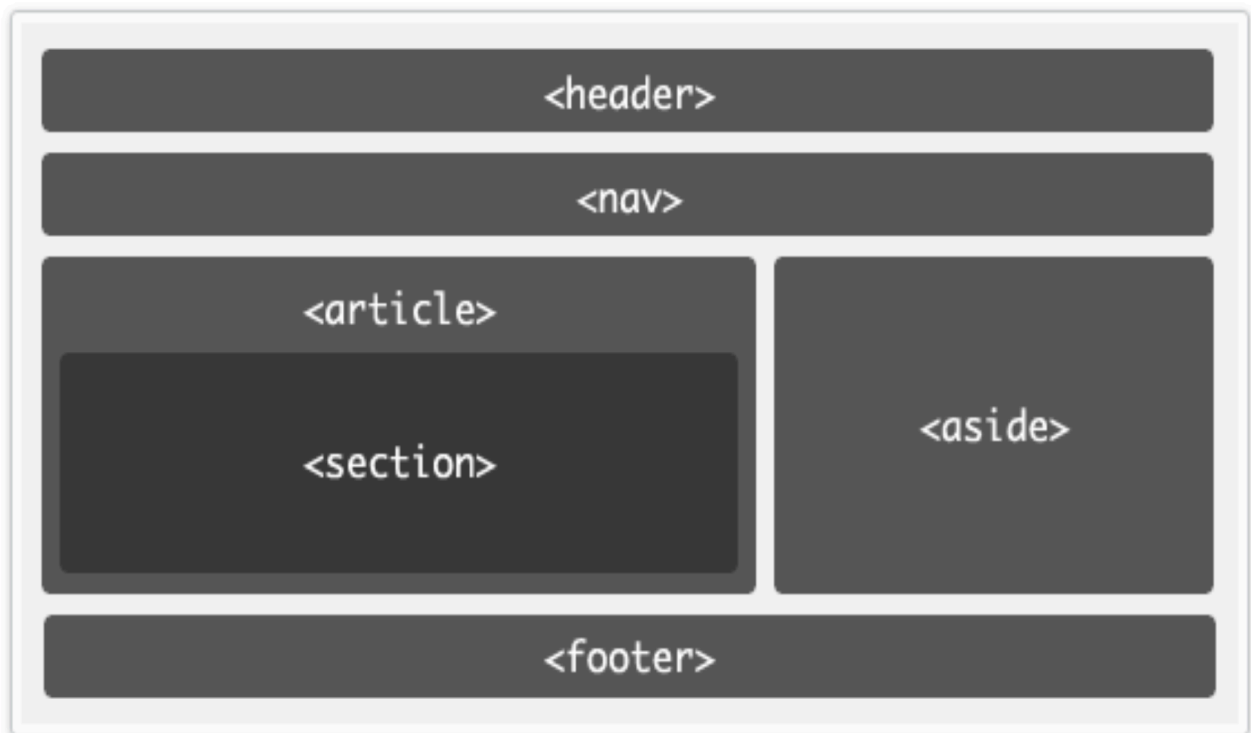 <header>
<nav>
<article>
<section>
<aside>
<footer>